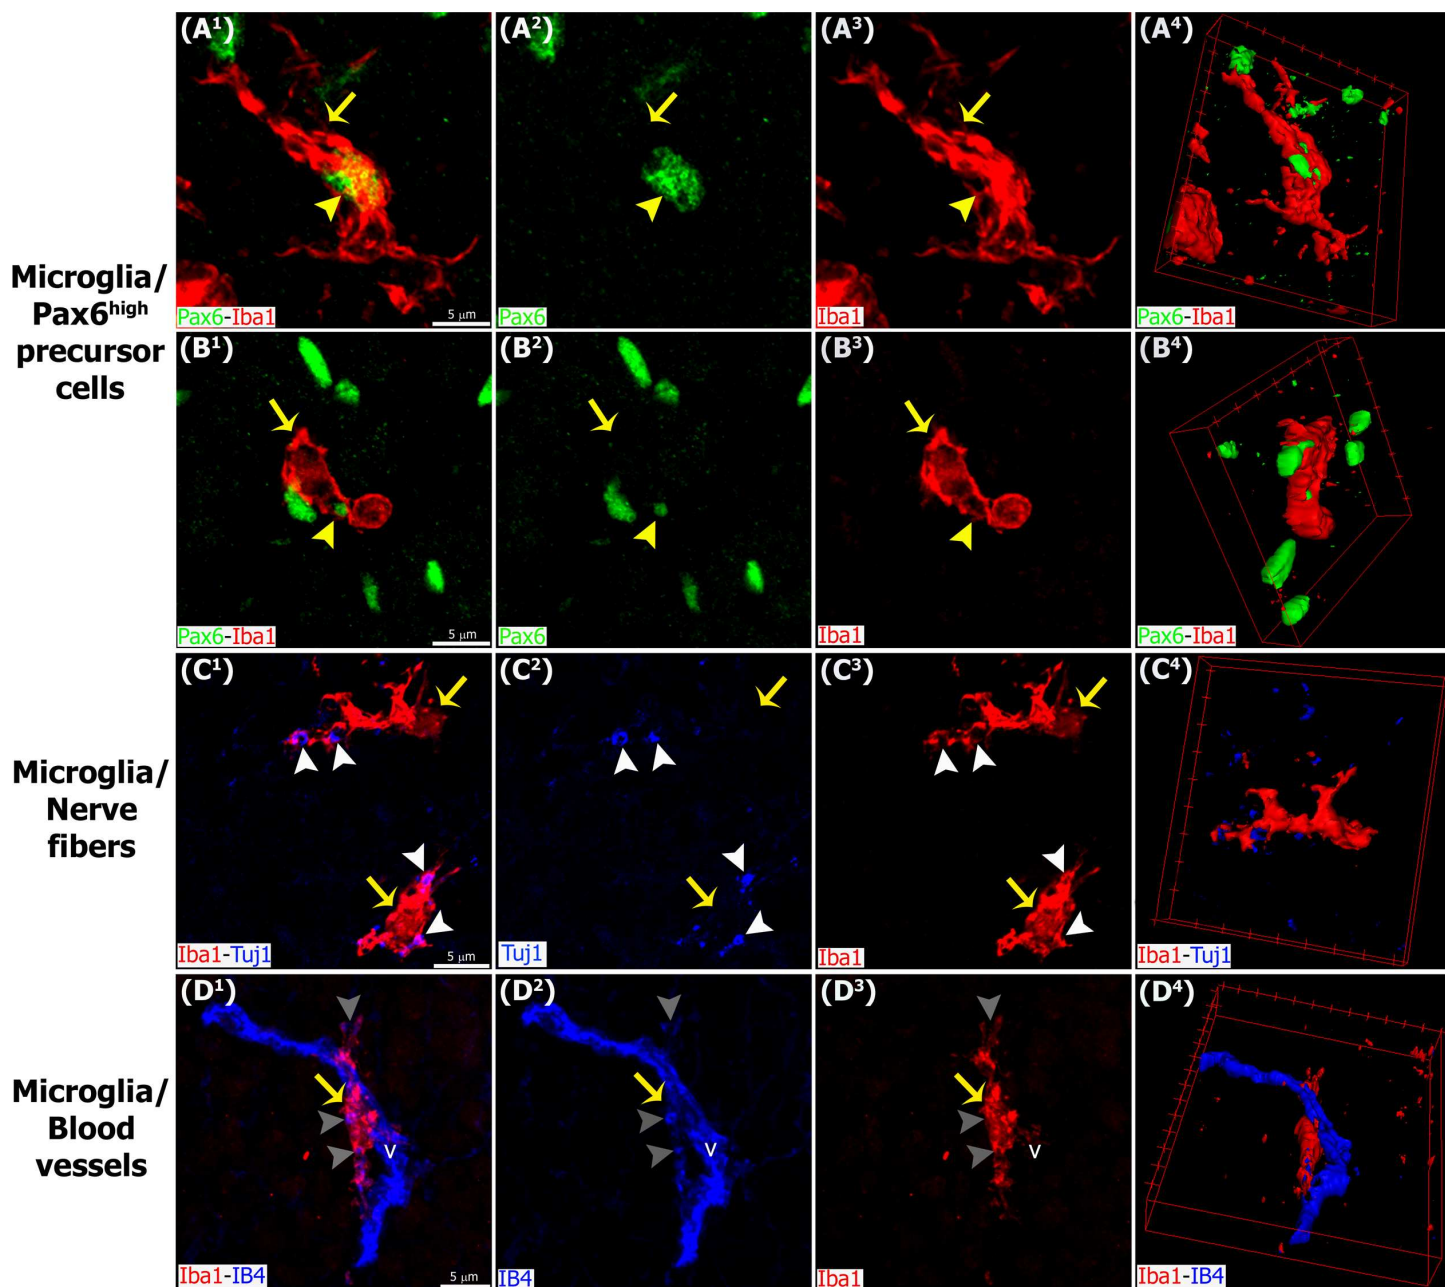 (A¹) (A²) (A³) (A⁴)
Microglia/
Pax6ʰⁱᵍʰ
precursor
cells
Pax6-Iba1 5 µm Pax6 Iba1 Pax6-Iba1
(B¹) (B²) (B³) (B⁴)
Pax6-Iba1 5 µm Pax6 Iba1 Pax6-Iba1
(C¹) (C²) (C³) (C⁴)
Microglia/
Nerve
fibers
Iba1-Tuj1 5 µm Tuj1 Iba1 Iba1-Tuj1
(D¹) (D²) (D³) (D⁴)
Microglia/
Blood
vessels
v v v
Iba1-IB4 5 µm IB4 Iba1 Iba1-IB4